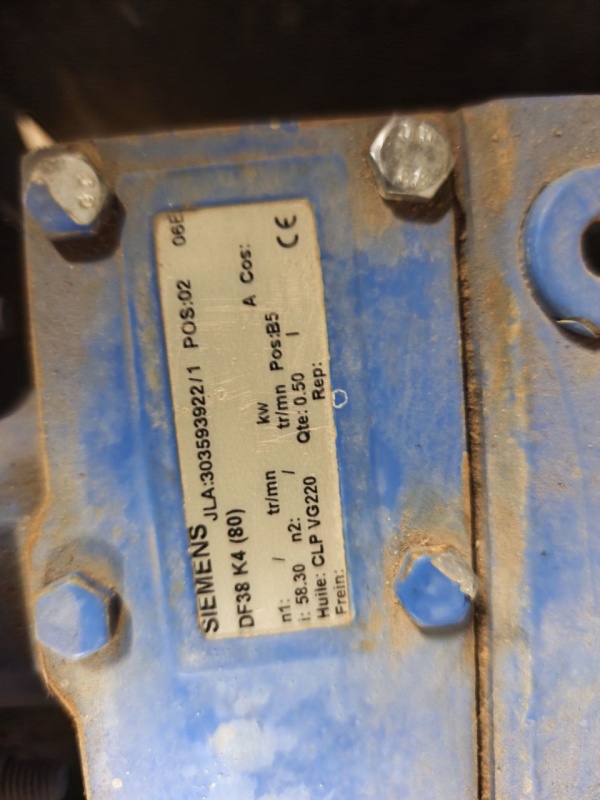 SIEMENS JLA:303593922/1 POS:02 06E
DF38 K4 (80)
n1: / tr/mn kw A Cos:
i: 58.30 n2: / tr/mn Pos:B5
Huile: CLP VG220 Qte: 0.50 l
Frein: Rep:
CE